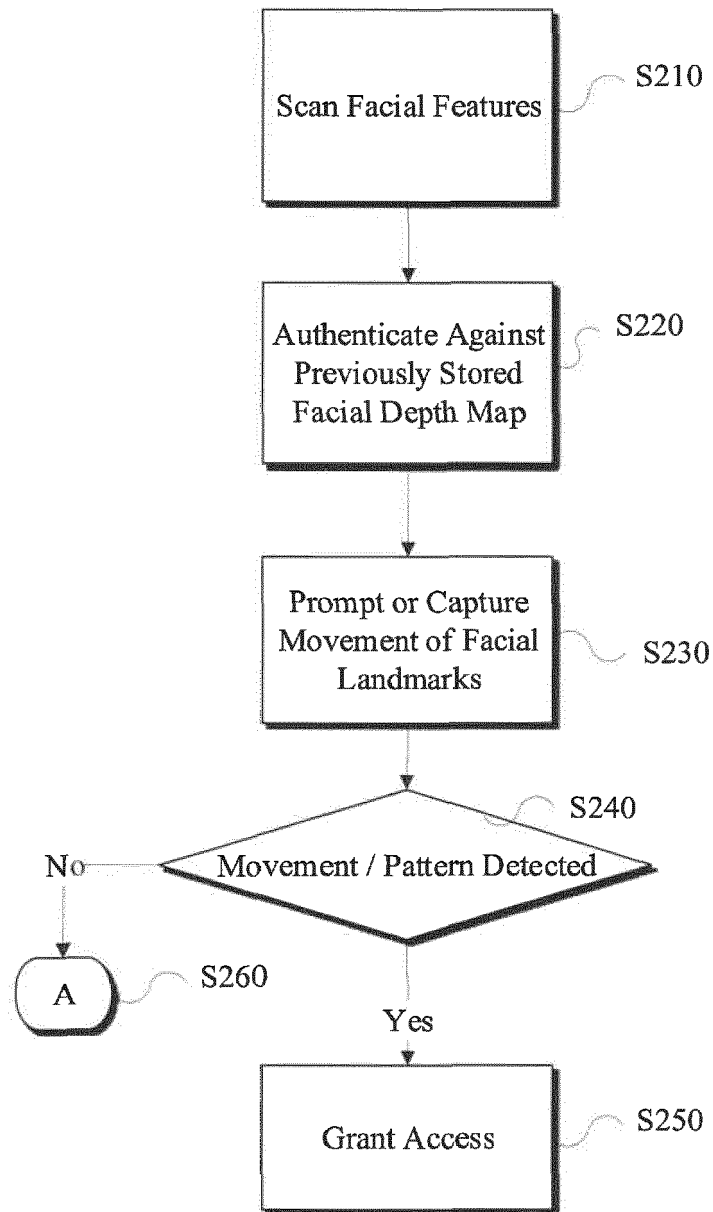 Scan Facial Features
S210
Authenticate Against
Previously Stored
Facial Depth Map
S220
Prompt or Capture
Movement of Facial
Landmarks
S230
S240
Movement / Pattern Detected
No
A
S260
Yes
Grant Access
S250